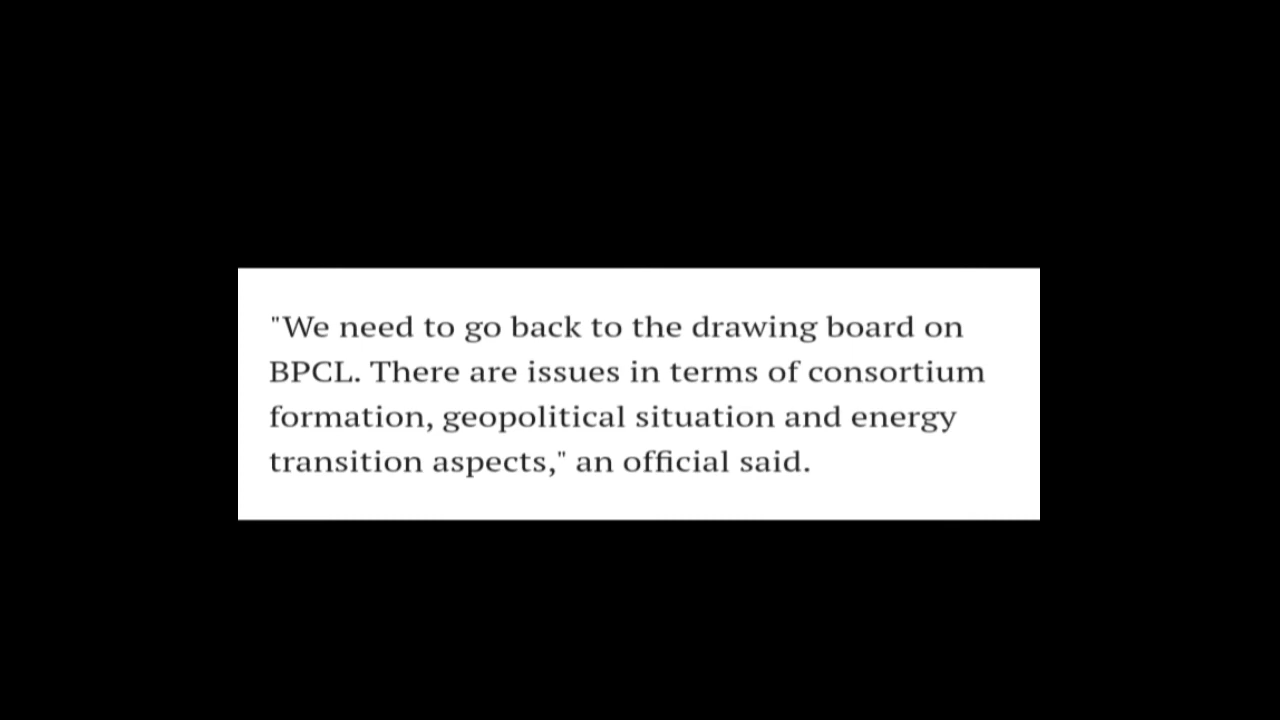 "We need to go back to the drawing board on
BPCL. There are issues in terms of consortium
formation, geopolitical situation and energy
transition aspects," an official said.